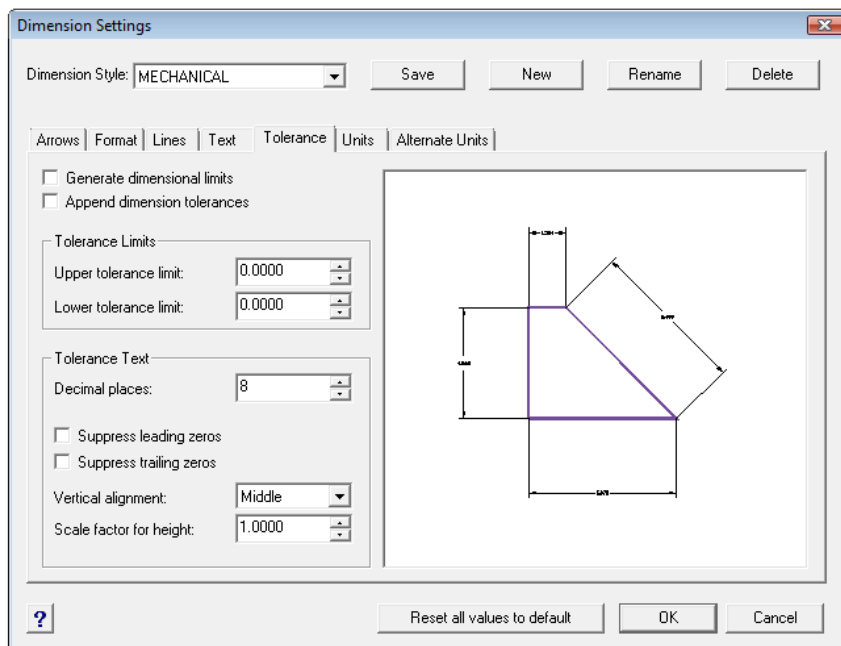 Dimension Settings
Dimension Style: MECHANICAL Save New Rename Delete
Arrows Format Lines Text Tolerance Units Alternate Units
Generate dimensional limits
Append dimension tolerances
Tolerance Limits
Upper tolerance limit: 0.0000
Lower tolerance limit: 0.0000
Tolerance Text
Decimal places: 8
Suppress leading zeros
Suppress trailing zeros
Vertical alignment: Middle
Scale factor for height: 1.0000
? Reset all values to default OK Cancel